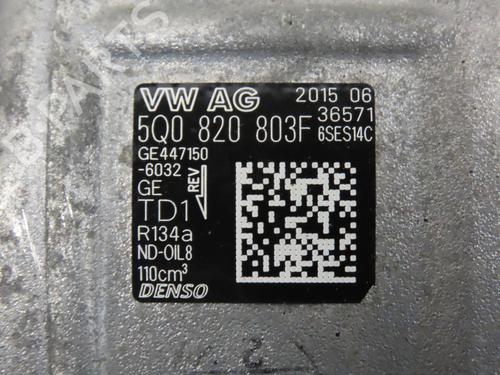 VW AG 2015 06
36571
5Q0 820 803F 6SES14C
GE447150
-6032
GE REV
TD1
R134a
ND-OIL8
110cm³
DENSO